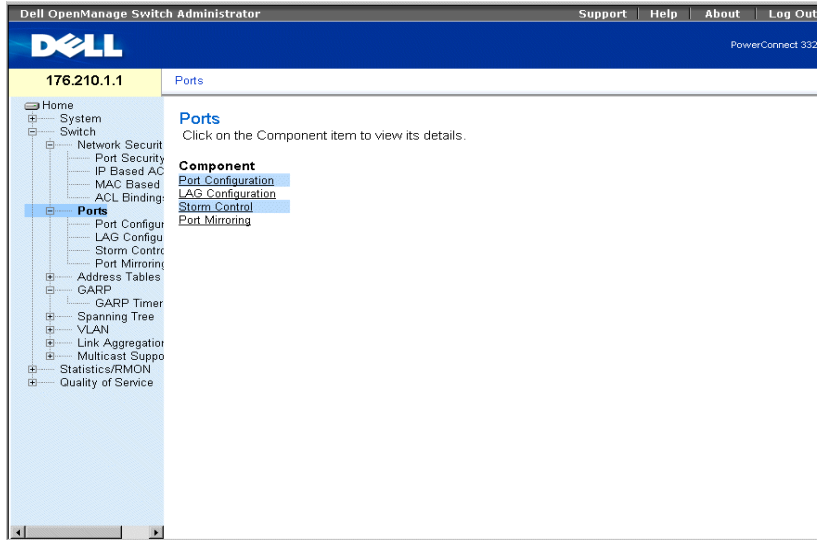 Dell OpenManage Switch Administrator
Support | Help | About | Log Out
DELL
PowerConnect 332
176.210.1.1
Ports
Home
System
Switch
Network Securit
Port Security
IP Based AC
MAC Based
ACL Binding
Ports
Port Configur
LAG Configu
Storm Contro
Port Mirroring
Address Tables
GARP
GARP Timer
Spanning Tree
VLAN
Link Aggregation
Multicast Suppo
Statistics/RMON
Quality of Service
Ports
Click on the Component item to view its details.
Component
Port Configuration
LAG Configuration
Storm Control
Port Mirroring